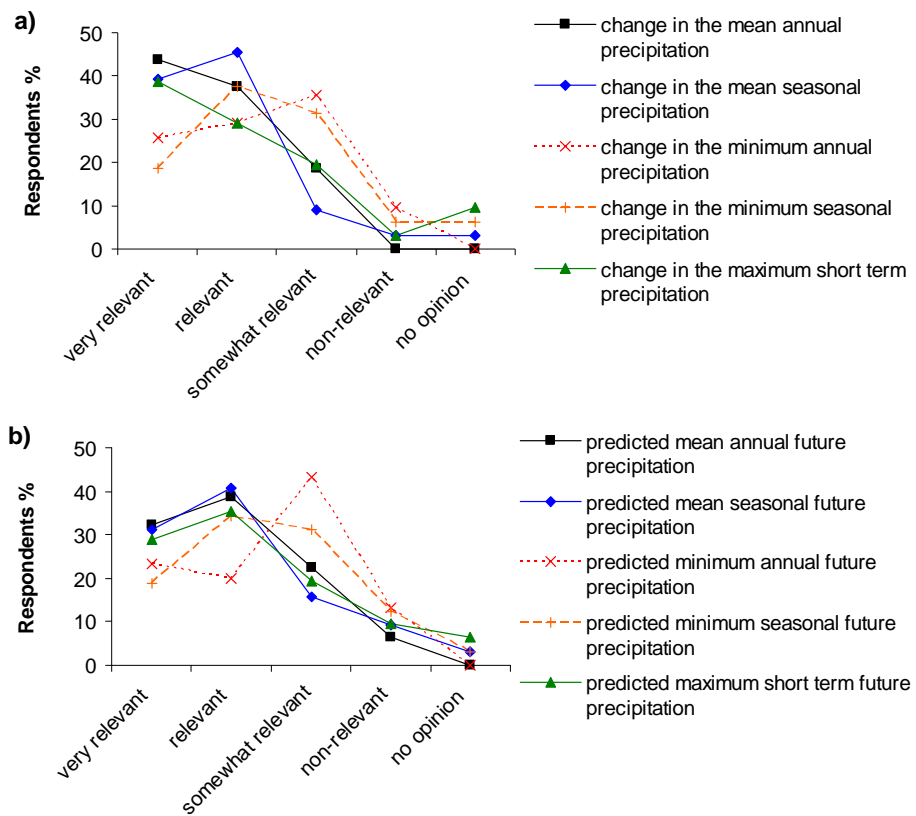 a)
Respondents %
50
40
30
20
10
0
very relevant
relevant
somewhat relevant
non-relevant
no opinion
change in the mean annual
precipitation
change in the mean seasonal
precipitation
change in the minimum annual
precipitation
change in the minimum seasonal
precipitation
change in the maximum short term
precipitation
b)
Respondents %
50
40
30
20
10
0
very relevant
relevant
somewhat relevant
non-relevant
no opinion
predicted mean annual future
precipitation
predicted mean seasonal future
precipitation
predicted minimum annual future
precipitation
predicted minimum seasonal future
precipitation
predicted maximum short term future
precipitation